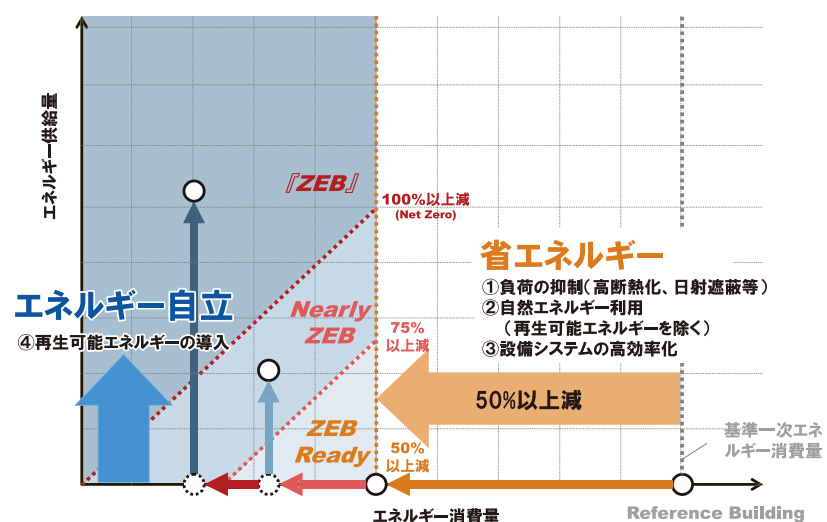 エネルギー供給量
『ZEB』
100%以上減
(Net Zero)
省エネルギー
①負荷の抑制(高断熱化、日射遮蔽等)
②自然エネルギー利用
(再生可能エネルギーを除く)
③設備システムの高効率化
エネルギー自立
④再生可能エネルギーの導入
Nearly
ZEB
75%
以上減
50%以上減
ZEB
Ready
50%
以上減
基準一次エネ
ルギー消費量
エネルギー消費量
Reference Building